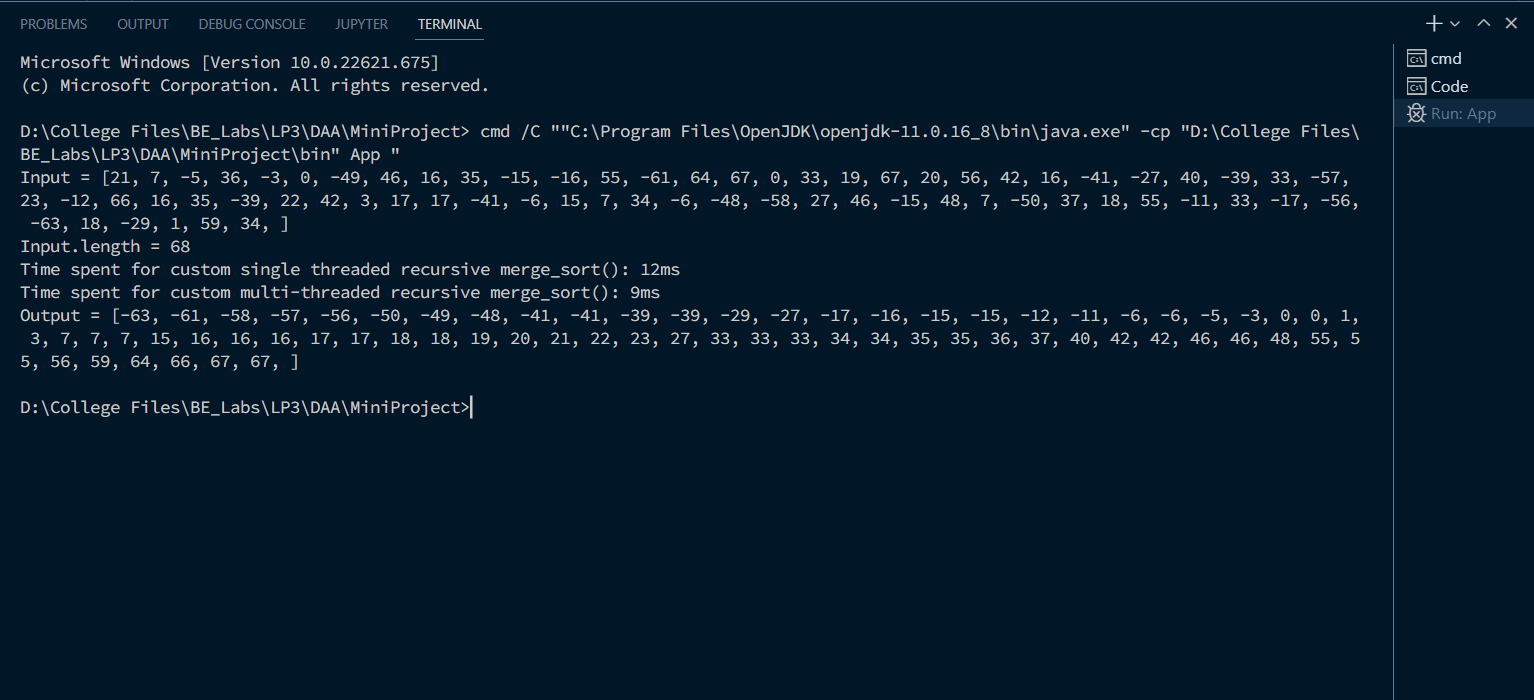 PROBLEMS OUTPUT DEBUG CONSOLE JUPYTER TERMINAL
Microsoft Windows [Version 10.0.22621.675]
(c) Microsoft Corporation. All rights reserved.
D:\College Files\BE_Labs\LP3\DAA\MiniProject> cmd /C ""C:\Program Files\OpenJDK\openjdk-11.0.16_8\bin\java.exe" -cp "D:\College Files\
BE_Labs\LP3\DAA\MiniProject\bin" App "
Input = [21, 7, -5, 36, -3, 0, -49, 46, 16, 35, -15, -16, 55, -61, 64, 67, 0, 33, 19, 67, 20, 56, 42, 16, -41, -27, 40, -39, 33, -57,
23, -12, 66, 16, 35, -39, 22, 42, 3, 17, 17, -41, -6, 15, 7, 34, -6, -48, -58, 27, 46, -15, 48, 7, -50, 37, 18, 55, -11, 33, -17, -56,
-63, 18, -29, 1, 59, 34, ]
Input.length = 68
Time spent for custom single threaded recursive merge_sort(): 12ms
Time spent for custom multi-threaded recursive merge_sort(): 9ms
Output = [-63, -61, -58, -57, -56, -50, -49, -48, -41, -41, -39, -39, -29, -27, -17, -16, -15, -15, -12, -11, -6, -6, -5, -3, 0, 0, 1,
3, 7, 7, 7, 15, 16, 16, 16, 17, 17, 18, 18, 19, 20, 21, 22, 23, 27, 33, 33, 33, 34, 34, 35, 35, 36, 37, 40, 42, 42, 46, 46, 48, 55, 5
5, 56, 59, 64, 66, 67, 67, ]
D:\College Files\BE_Labs\LP3\DAA\MiniProject>
cmd
Code
Run: App